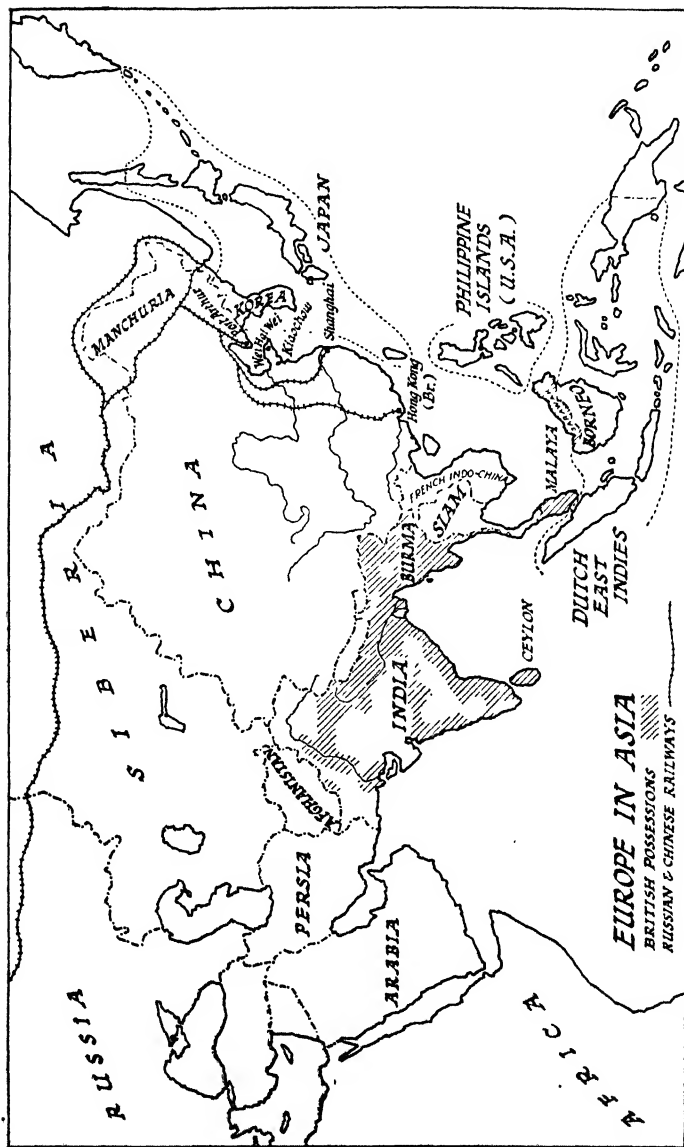 RUSSIA
SIBERIA
MANCHURIA
Port Arthur
KOREA
Wei Hai Wei
Kiaochou
JAPAN
Shanghai
CHINA
AFGHANISTAN
PERSIA
ARABIA
INDIA
BURMA
SIAM
FRENCH INDO-CHINA
Hong Kong
(Br.)
PHILIPPINE
ISLANDS
(U.S.A.)
MALAYA
BORNEO
CEYLON
DUTCH
EAST
INDIES
AFRICA
EUROPE IN ASIA
BRITISH POSSESSIONS
RUSSIAN & CHINESE RAILWAYS